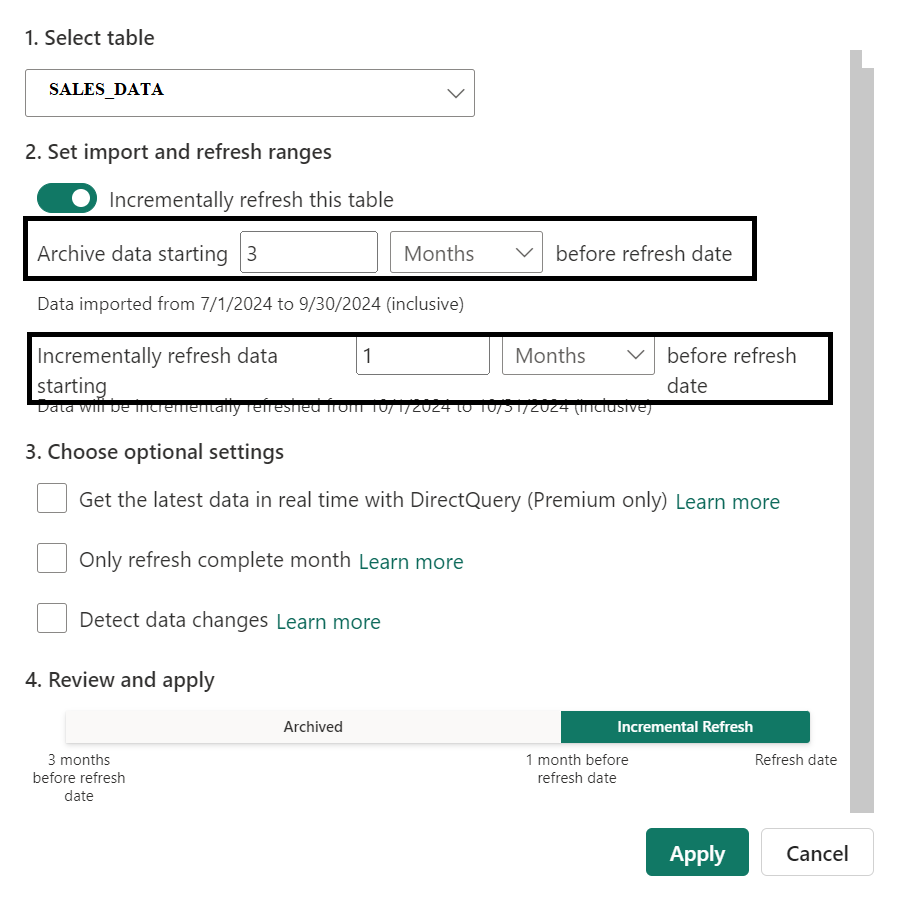 1. Select table
SALES_DATA
2. Set import and refresh ranges
Incrementally refresh this table
Archive data starting 3 Months before refresh date
Data imported from 7/1/2024 to 9/30/2024 (inclusive)
Incrementally refresh data starting 1 Months before refresh date
Data will be incrementally refreshed from 10/1/2024 to 10/31/2024 (inclusive)
3. Choose optional settings
Get the latest data in real time with DirectQuery (Premium only) Learn more
Only refresh complete month Learn more
Detect data changes Learn more
4. Review and apply
Archived Incremental Refresh
3 months before refresh date
1 month before refresh date
Refresh date
Apply Cancel